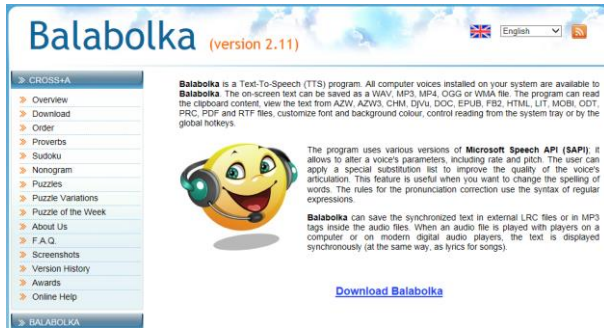 Balabolka (version 2.11)
English
» CROSS+A
Overview
Download
Order
Proverbs
Sudoku
Nonogram
Puzzles
Puzzle Variations
Puzzle of the Week
About Us
F.A.Q.
Screenshots
Version History
Awards
Online Help
» BALABOLKA
Balabolka is a Text-To-Speech (TTS) program. All computer voices installed on your system are available to
Balabolka. The on-screen text can be saved as a WAV, MP3, MP4, OGG or WMA file. The program can read
the clipboard content, view the text from AZW, AZW3, CHM, DjVu, DOC, EPUB, FB2, HTML, LIT, MOBI, ODT,
PRC, PDF and RTF files, customize font and background colour, control reading from the system tray or by the
global hotkeys.
The program uses various versions of Microsoft Speech API (SAPI); it
allows to alter a voice's parameters, including rate and pitch. The user can
apply a special substitution list to improve the quality of the voice's
articulation. This feature is useful when you want to change the spelling of
words. The rules for the pronunciation correction use the syntax of regular
expressions.
Balabolka can save the synchronized text in external LRC files or in MP3
tags inside the audio files. When an audio file is played with players on a
computer or on modern digital audio players, the text is displayed
synchronously (at the same way, as lyrics for songs).
Download Balabolka